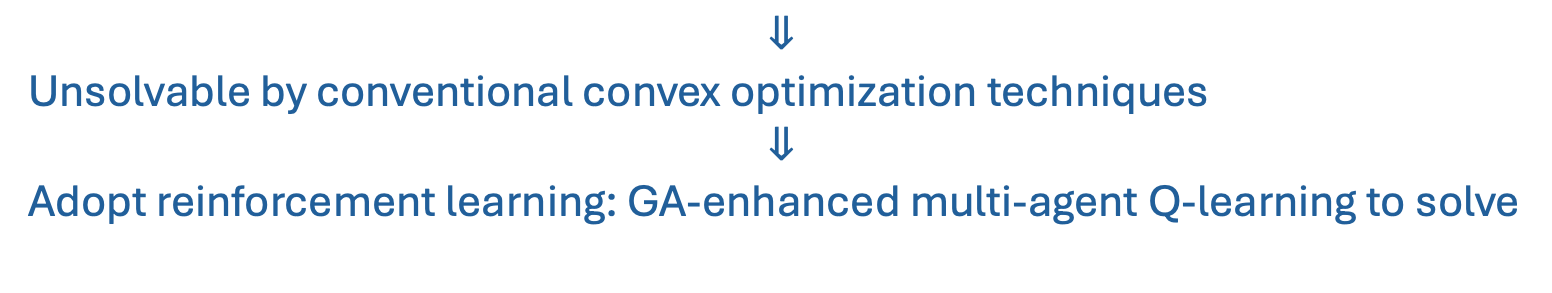 ⇓
Unsolvable by conventional convex optimization techniques
⇓
Adopt reinforcement learning: GA-enhanced multi-agent Q-learning to solve